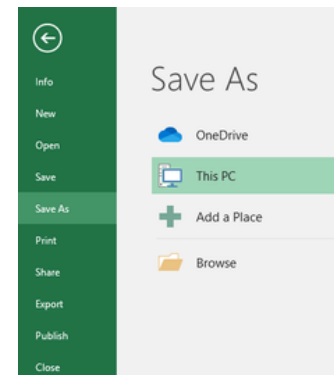 Info
New
Open
Save
Save As
Print
Share
Export
Publish
Close
Save As
OneDrive
This PC
Add a Place
Browse